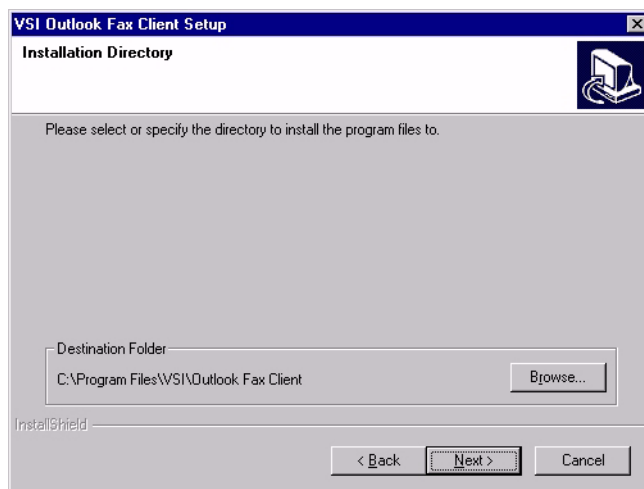 VSI Outlook Fax Client Setup
Installation Directory
Please select or specify the directory to install the program files to.
Destination Folder
C:\Program Files\VSI\Outlook Fax Client
Browse...
InstallShield
< Back
Next >
Cancel